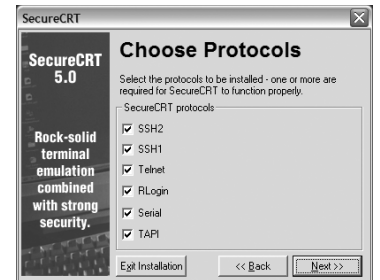 SecureCRT
SecureCRT
5.0
Rock-solid
terminal
emulation
combined
with strong
security.
Choose Protocols
Select the protocols to be installed - one or more are
required for SecureCRT to function properly.
SecureCRT protocols
SSH2
SSH1
Telnet
RLogin
Serial
TAPI
Exit Installation
<< Back
Next >>